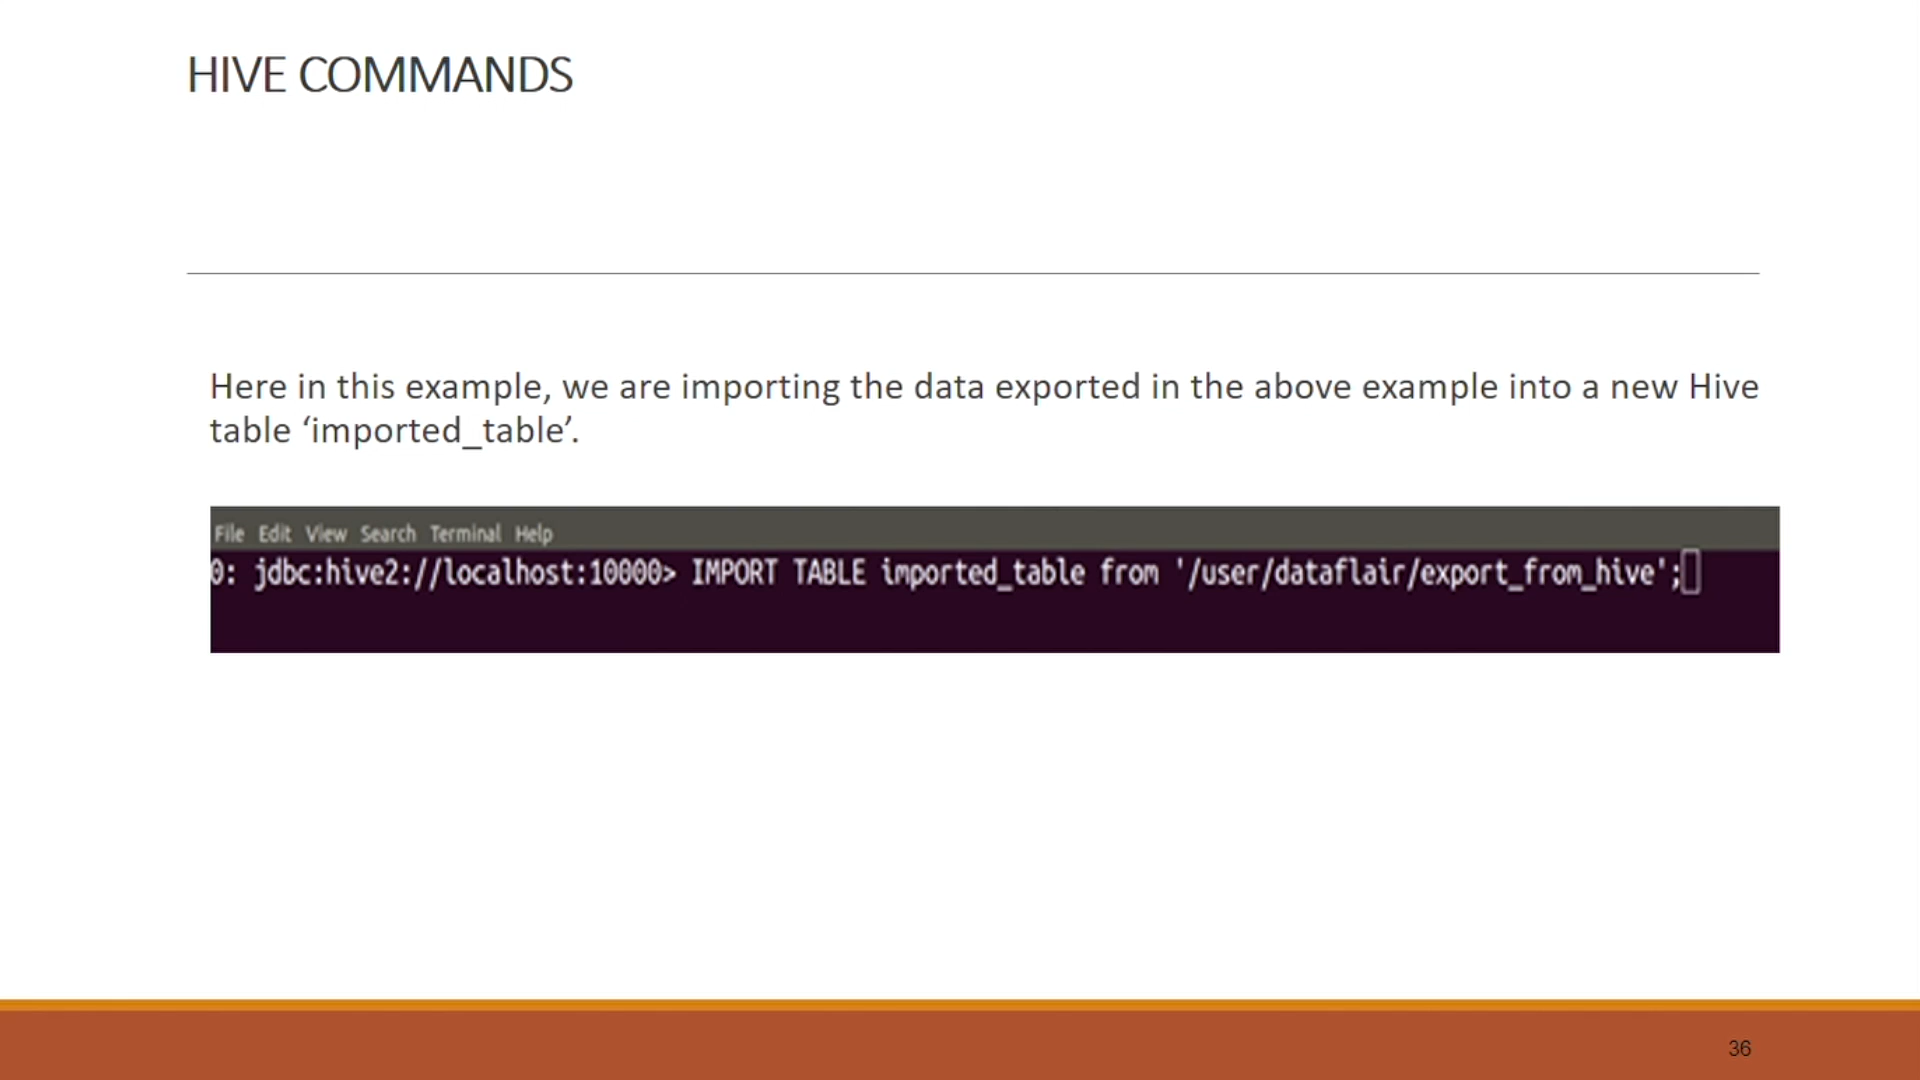 HIVE COMMANDS
Here in this example, we are importing the data exported in the above example into a new Hive
table ‘imported_table’.
File Edit View Search Terminal Help
0: jdbc:hive2://localhost:10000> IMPORT TABLE imported_table from '/user/dataflair/export_from_hive';
36